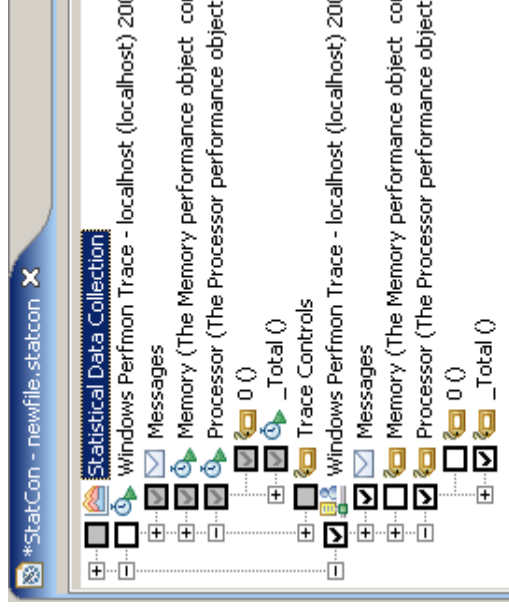 *StatCon - newfile.statcon
Statistical Data Collection
Windows Perfmon Trace - localhost (localhost) 200
Messages
Memory (The Memory performance object con
Processor (The Processor performance object
0 ()
_Total ()
Trace Controls
Windows Perfmon Trace - localhost (localhost) 200
Messages
Memory (The Memory performance object con
Processor (The Processor performance object
0 ()
_Total ()